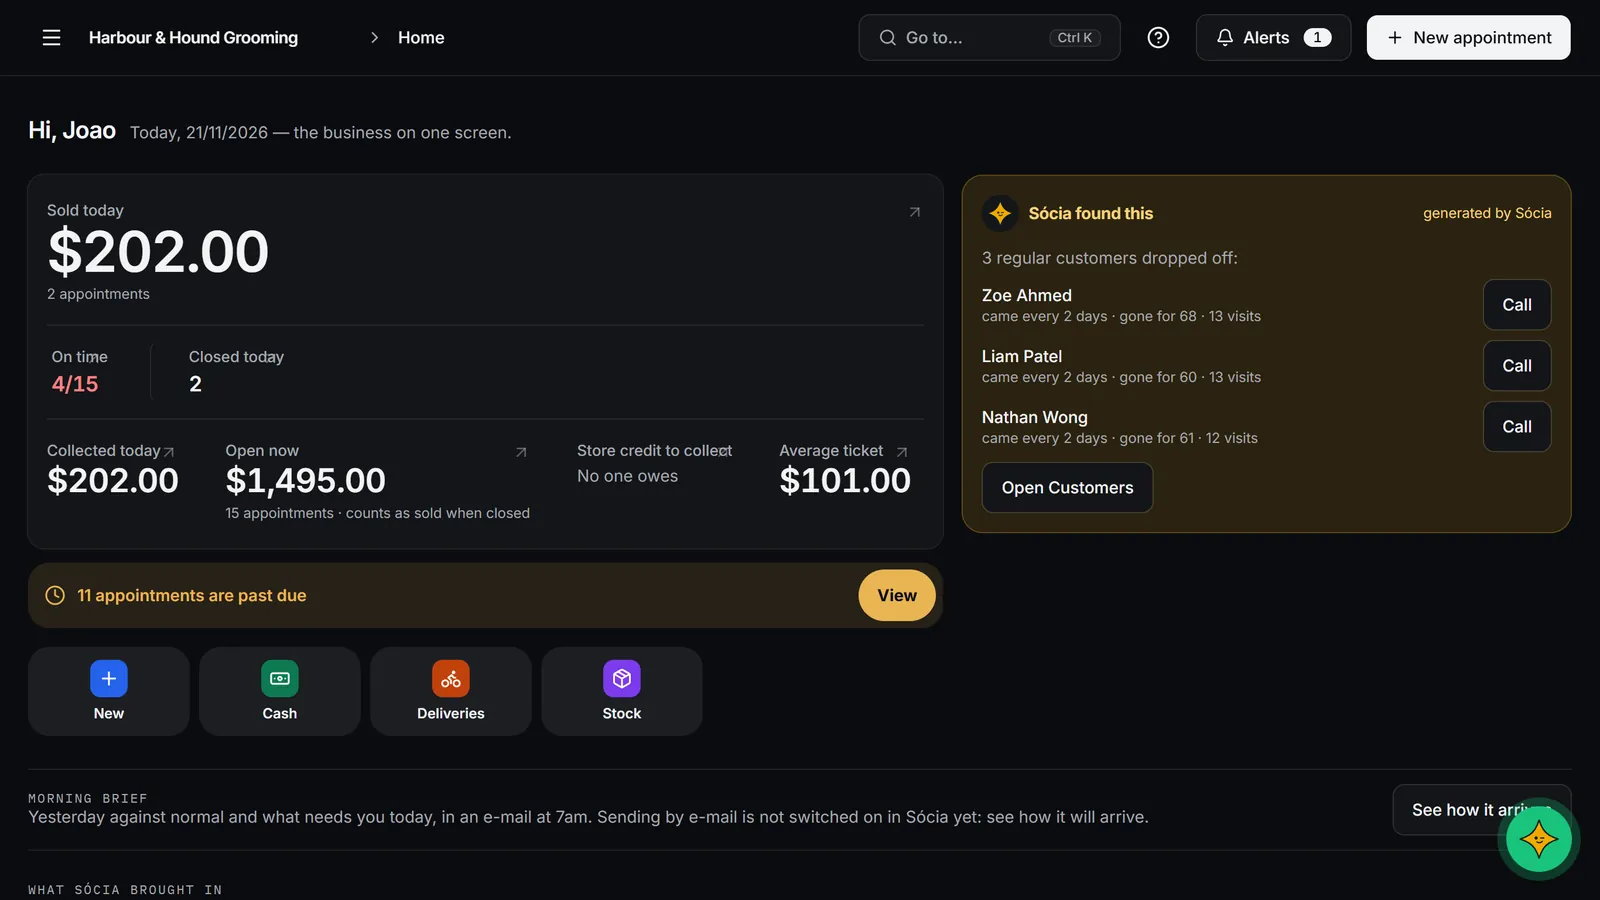 Harbour & Hound Grooming
Home
Go to...
Ctrl K
Alerts
1
New appointment
Hi, Joao
Today, 21/11/2026 — the business on one screen.
Sold today
$202.00
2 appointments
On time
4/15
Closed today
2
Collected today
$202.00
Open now
$1,495.00
15 appointments · counts as sold when closed
Store credit to collect
No one owes
Average ticket
$101.00
Sócia found this
generated by Sócia
3 regular customers dropped off:
Zoe Ahmed
came every 2 days · gone for 68 · 13 visits
Call
Liam Patel
came every 2 days · gone for 60 · 13 visits
Call
Nathan Wong
came every 2 days · gone for 61 · 12 visits
Call
Open Customers
11 appointments are past due
View
New
Cash
Deliveries
Stock
MORNING BRIEF
Yesterday against normal and what needs you today, in an e-mail at 7am. Sending by e-mail is not switched on in Sócia yet: see how it will arrive.
See how it
WHAT SÓCIA BROUGHT IN